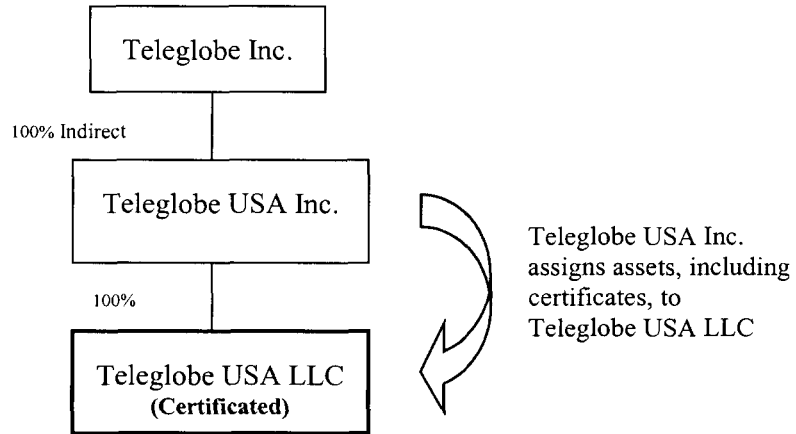 Teleglobe Inc.
100% Indirect
Teleglobe USA Inc.
Teleglobe USA Inc.
assigns assets, including
certificates, to
Teleglobe USA LLC
100%
Teleglobe USA LLC
(Certificated)